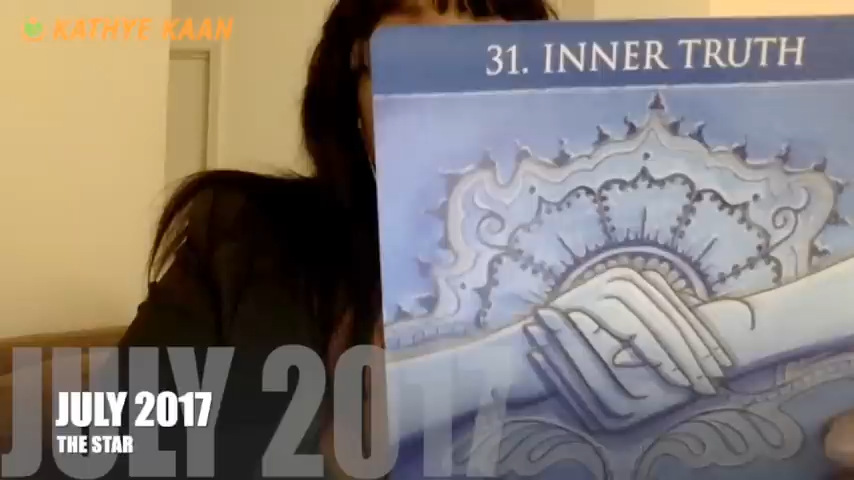 KATHYE KAAN
31. INNER TRUTH
JULY 2017
JULY 2017
THE STAR